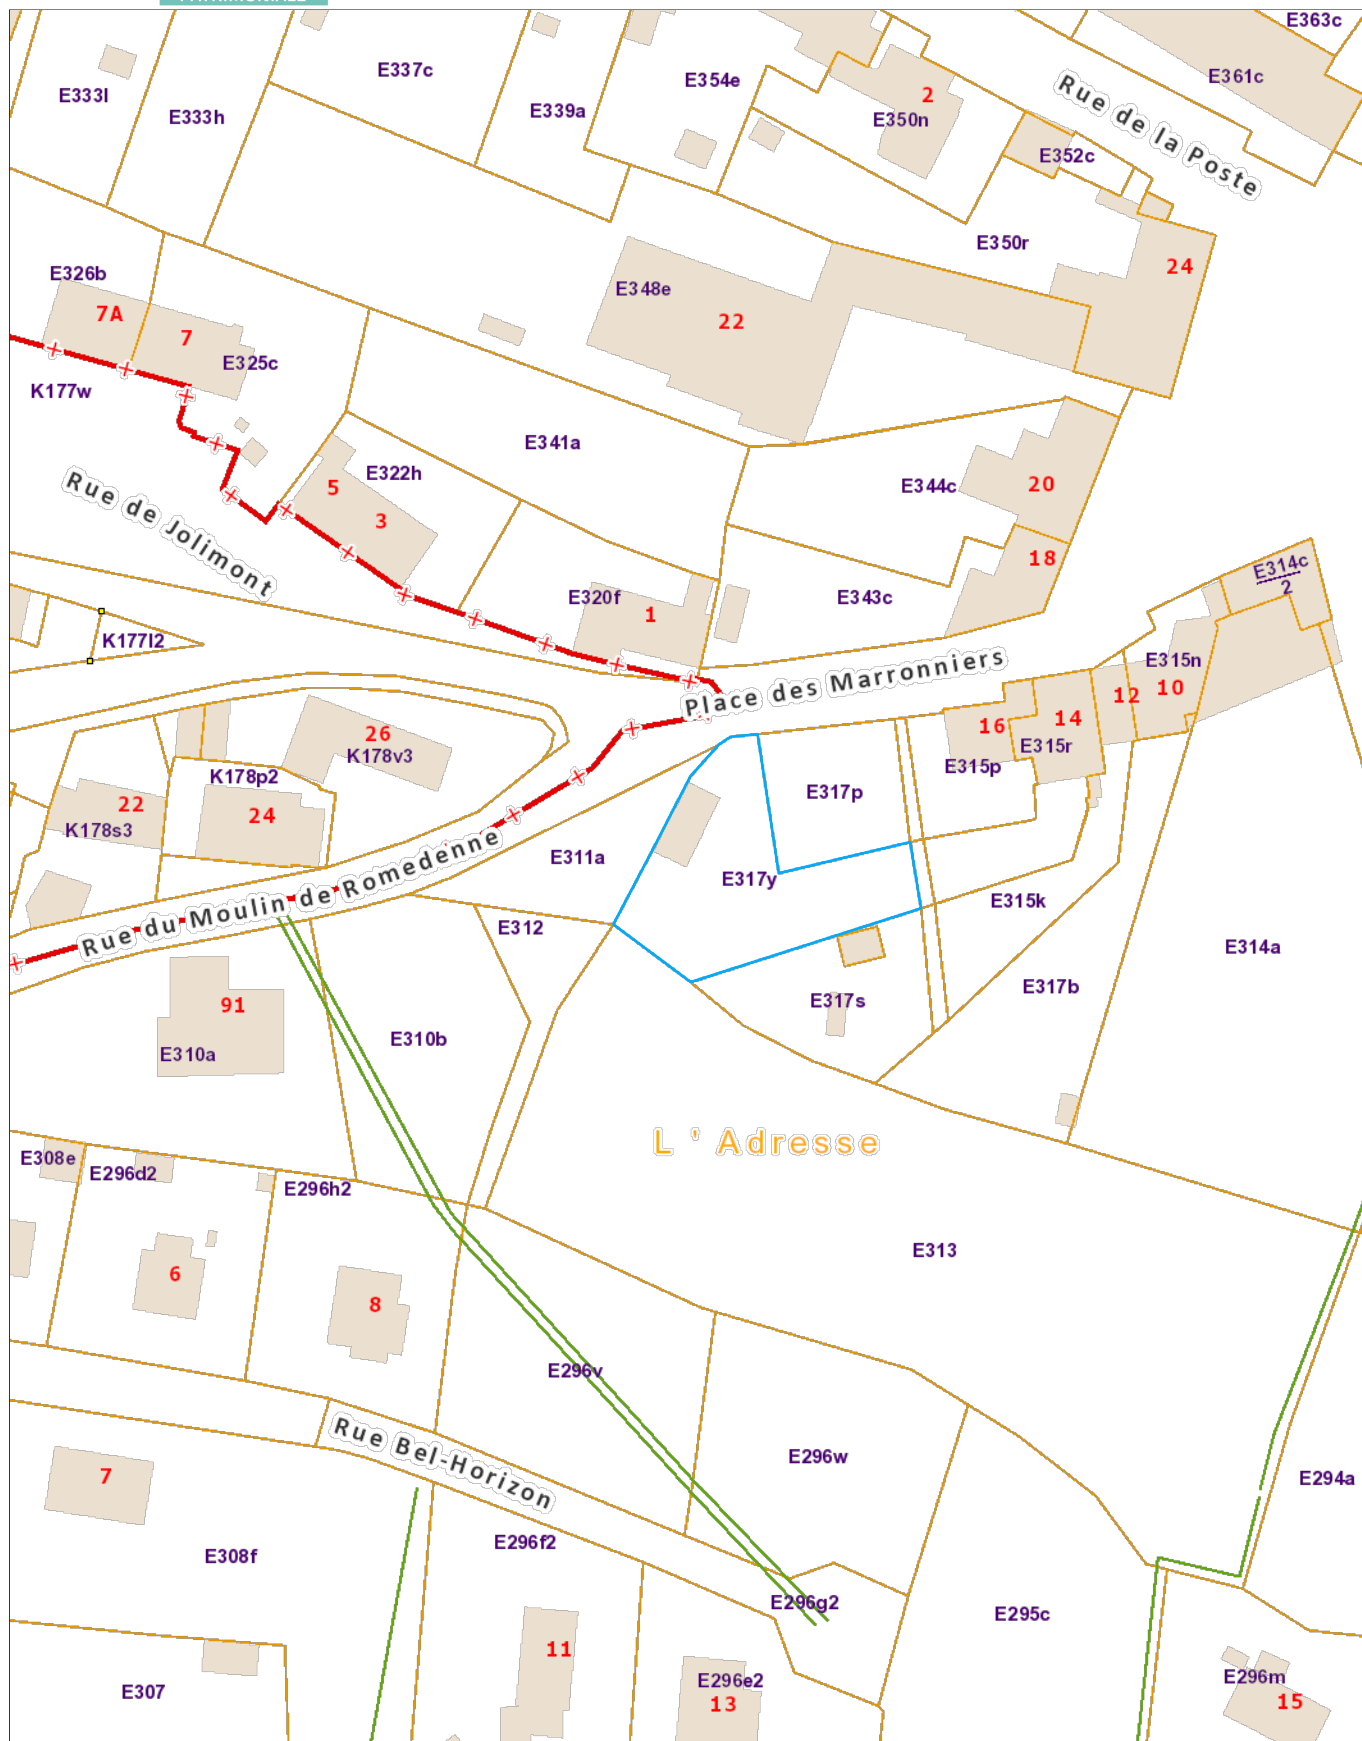 E363c
E337c
E361c
E333l
E354e
2
Rue de la Poste
E339a
E333h
E350n
E352c
E350r
24
E326b
E348e
7A
22
7
E325c
K177w
E341a
E322h
5
E344c
20
3
Rue de Jolimont
18
E314c
2
E320f
1
E343c
K177l2
E315n
Place des Marronniers
12
10
16
14
26
K178v3
E315r
E315p
K178p2
E317p
22
24
K178s3
E311a
E317y
Rue du Moulin de Romedenne
E315k
E312
E314a
E317b
E317s
91
E310b
E310a
L ' Adresse
E308e
E296d2
E296h2
E313
6
8
E296v
Rue Bel-Horizon
E296w
7
E294a
E296f2
E308f
E296g2
E295c
11
E296e2
E296m
E307
13
15